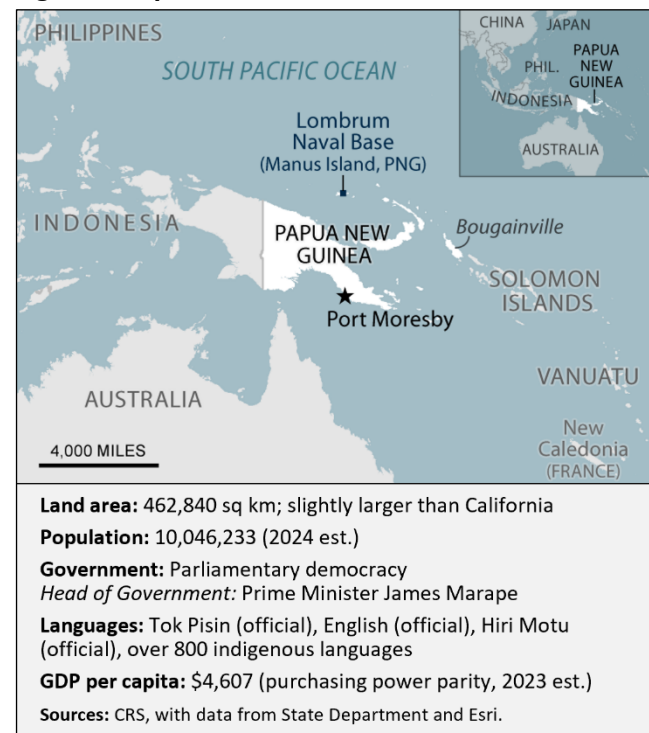 PHILIPPINES
SOUTH PACIFIC OCEAN
CHINA
JAPAN
PHIL.
PAPUA
NEW
GUINEA
INDONESIA
AUSTRALIA
Lombrum
Naval Base
(Manus Island, PNG)
INDONESIA
PAPUA NEW
GUINEA
Bougainville
SOLOMON
ISLANDS
Port Moresby
VANUATU
AUSTRALIA
New
Caledonia
(FRANCE)
4,000 MILES
Land area: 462,840 sq km; slightly larger than California
Population: 10,046,233 (2024 est.)
Government: Parliamentary democracy
Head of Government: Prime Minister James Marape
Languages: Tok Pisin (official), English (official), Hiri Motu
(official), over 800 indigenous languages
GDP per capita: $4,607 (purchasing power parity, 2023 est.)
Sources: CRS, with data from State Department and Esri.